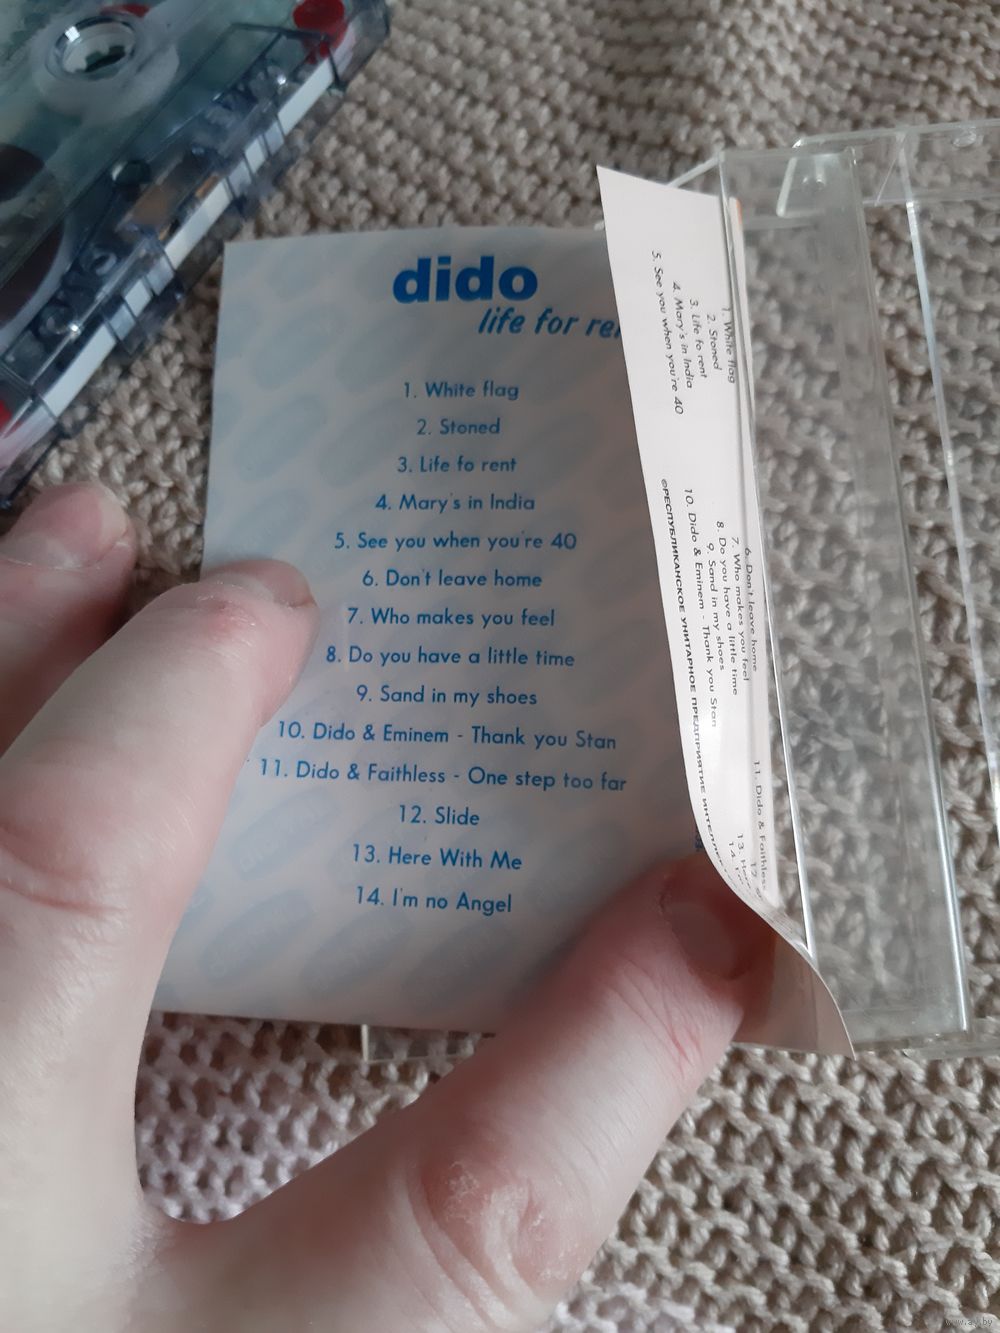 dido
life for
1. White flag
2. Stoned
3. Life fo rent
4. Mary's in India
5. See you when you're 40
6. Don't leave home
7. Who makes you feel
8. Do you have a little time
9. Sand in my shoes
10. Dido & Eminem - Thank you Stan
11. Dido & Faithless - One step too far
12. Slide
13. Here With Me
14. I'm no Angel
1. White flag
2. Stoned
3. Life fo rent
4. Mary's in India
5. See you when you're 40
6. Don't leave home
7. Who makes you feel
8. Do you have a little time
9. Sand in my shoes
10. Dido & Eminem - Thank you Stan
11. Dido & Faithless
13.
14.
©РЕСПУБЛИКАНСКОЕ УНИТАРНОЕ ПРЕДПРИЯТИЕ
www.ay.by